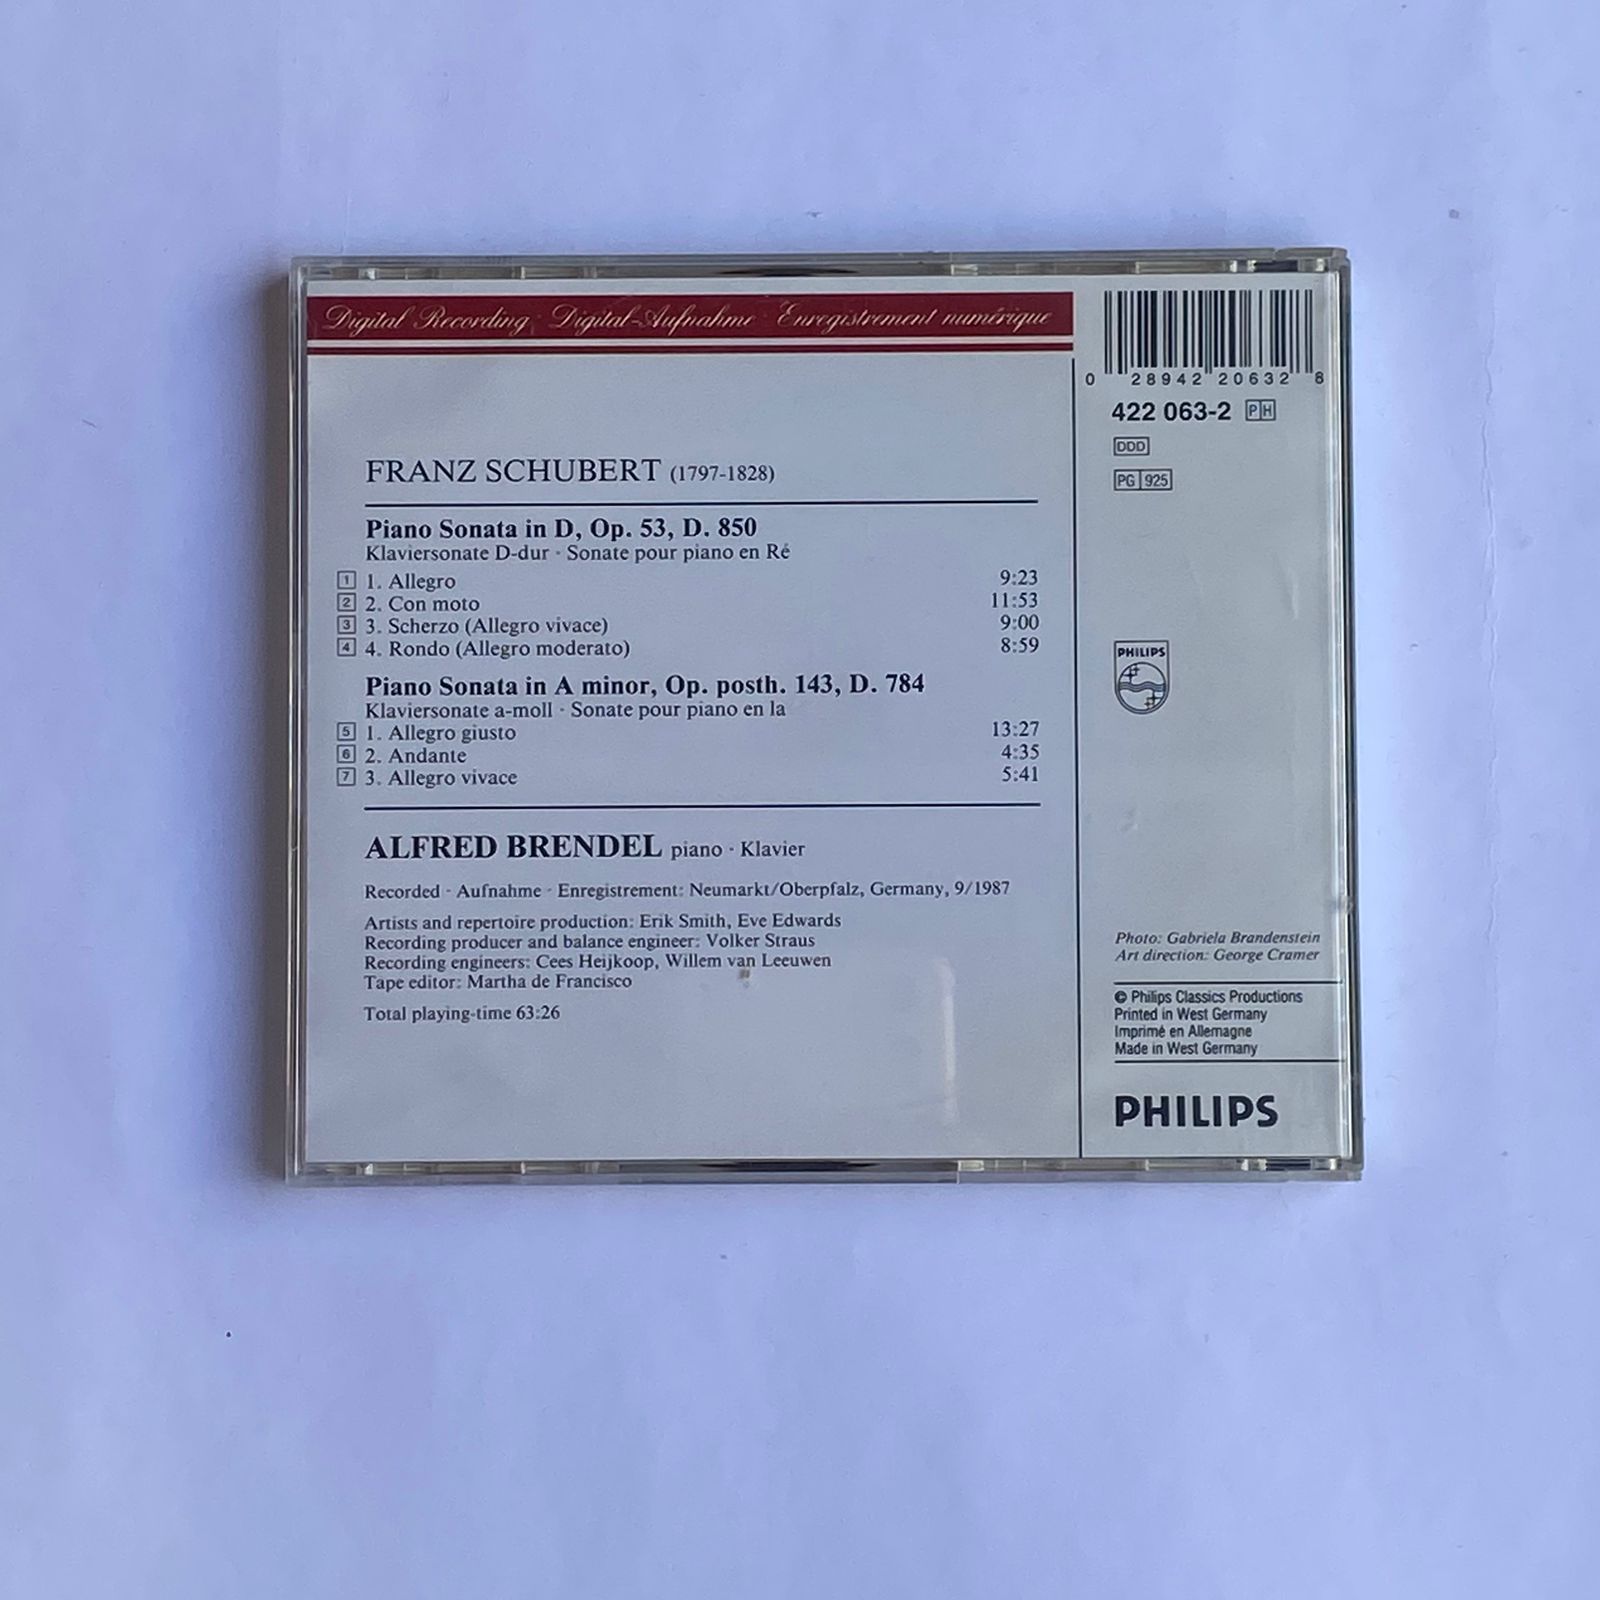 Digital Recording · Digital-Aufnahme · Enregistrement numérique
FRANZ SCHUBERT (1797-1828)
Piano Sonata in D, Op. 53, D. 850
Klaviersonate D-dur · Sonate pour piano en Ré
1 1. Allegro 9:23
2 2. Con moto 11:53
3 3. Scherzo (Allegro vivace) 9:00
4 4. Rondo (Allegro moderato) 8:59
Piano Sonata in A minor, Op. posth. 143, D. 784
Klaviersonate a-moll · Sonate pour piano en la
5 1. Allegro giusto 13:27
6 2. Andante 4:35
7 3. Allegro vivace 5:41
ALFRED BRENDEL piano · Klavier
Recorded · Aufnahme · Enregistrement: Neumarkt/Oberpfalz, Germany, 9/1987
Artists and repertoire production: Erik Smith, Eve Edwards
Recording producer and balance engineer: Volker Straus
Recording engineers: Cees Heijkoop, Willem van Leeuwen
Tape editor: Martha de Francisco
Total playing-time 63:26
0 28942 20632 8
422 063-2 PH
DDD
PG 925
PHILIPS
Photo: Gabriela Brandenstein
Art direction: George Cramer
© Philips Classics Productions
Printed in West Germany
Imprimé en Allemagne
Made in West Germany
PHILIPS